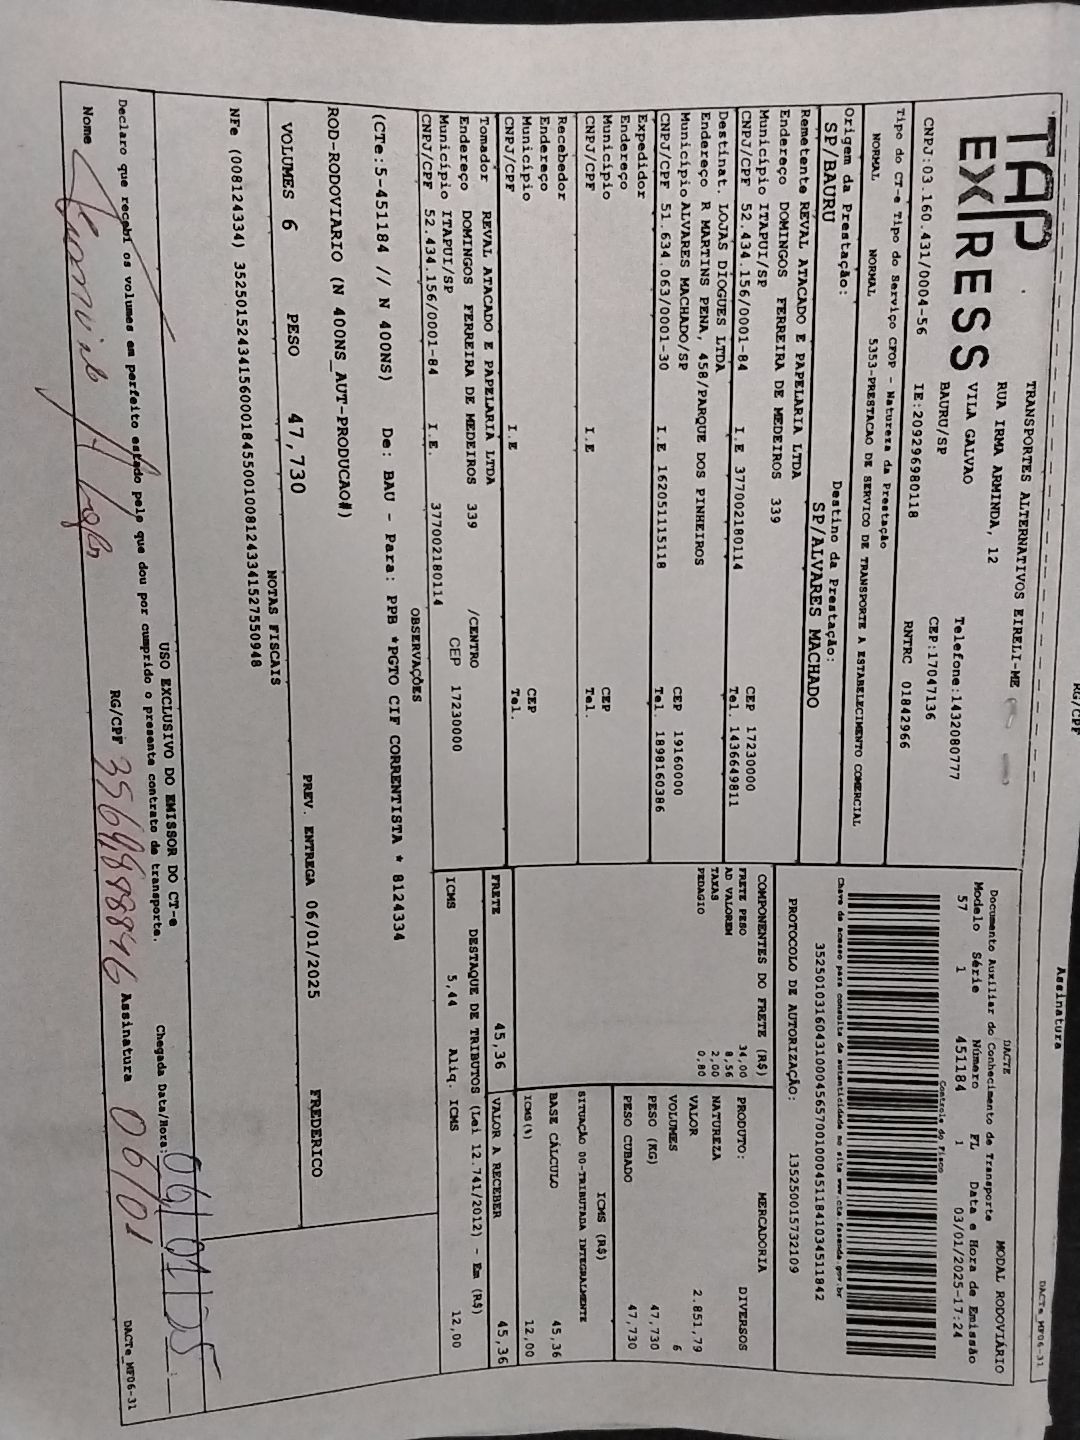 RG/CPF
Assinatura
DACTe_MF06-31
TAP
EXPRESS
TRANSPORTES ALTERNATIVOS EIRELI-ME
RUA IRMA ARMINDA, 12
Telefone:1432080777
VILA GALVAO
CEP:17047136
BAURU/SP
CNPJ:03.160.431/0004-56 IE:209296980118 RNTRC 01842966
Tipo do CT-e Tipo do Serviço CFOP - Natureza da Prestação
NORMAL NORMAL 5353-PRESTACAO DE SERVICO DE TRANSPORTE A ESTABELECIMENTO COMERCIAL
Origem da Prestação: Destino da Prestação:
SP/BAURU SP/ALVARES MACHADO
DACTE MODAL RODOVIÁRIO
Documento Auxiliar do Conhecimento de Transporte
Modelo Série Número FL Data e Hora de Emissão
57 1 451184 1 03/01/2025-17:24
Controle do Fisco
Chave de acesso para consulta de autenticidade no site www.cte.fazenda.gov.br
35250103160431000456570010004511841034511842
PROTOCOLO DE AUTORIZAÇÃO: 135250015732109
Remetente REVAL ATACADO E PAPELARIA LTDA
Endereço DOMINGOS FERREIRA DE MEDEIROS 339
Município ITAPUI/SP CEP 17230000
CNPJ/CPF 52.434.156/0001-84 I.E 377002180114 Tel. 1436649811
Destinat. LOJAS DIOGUES LTDA
Endereço R MARTINS PENA, 458/PARQUE DOS PINHEIROS
Município ALVARES MACHADO/SP CEP 19160000
CNPJ/CPF 51.634.063/0001-30 I.E 162051115118 Tel. 1898160386
Expedidor
Endereço
Município CEP
CNPJ/CPF I.E Tel.
Recebedor
Endereço
Município CEP
CNPJ/CPF I.E Tel.
Tomador REVAL ATACADO E PAPELARIA LTDA
Endereço DOMINGOS FERREIRA DE MEDEIROS 339 /CENTRO
Município ITAPUI/SP CEP 17230000
CNPJ/CPF 52.434.156/0001-84 I.E. 377002180114
COMPONENTES DO FRETE (R$)
FRETE PESO 34,00
AD VALOREM 8,56
TAXAS 2,00
PEDAGIO 0,80
PRODUTO: MERCADORIA
NATUREZA DIVERSOS
VALOR 2.851,79
VOLUMES 6
PESO (KG) 47,730
PESO CUBADO 47,730
ICMS (R$)
SITUAÇÃO 00-TRIBUTADA INTEGRALMENTE
BASE CÁLCULO 45,36
ICMS(%) 12,00
FRETE 45,36 VALOR A RECEBER 45,36
DESTAQUE DE TRIBUTOS (Lei 12.741/2012) - Em (R$)
ICMS 5,44 Aliq. ICMS 12,00
OBSERVAÇÕES
(CTe:5-451184 // N 400NS) De: BAU - Para: PPB *PGTO CIF CORRENTISTA * 8124334
ROD-RODOVIARIO (N 400NS_AUT-PRODUCAO#)
VOLUMES 6 PESO 47,730 PREV. ENTREGA 06/01/2025 FREDERICO
NOTAS FISCAIS
NFe (008124334) 35250152434156000184550010081243341527550948
USO EXCLUSIVO DO EMISSOR DO CT-e
Declaro que recebi os volumes em perfeito estado pelo que dou por cumprido o presente contrato de transporte. Chegada Data/Hora: 06/01/25 :
Nome RG/CPF Assinatura 06/01
DACTe_MF06-31